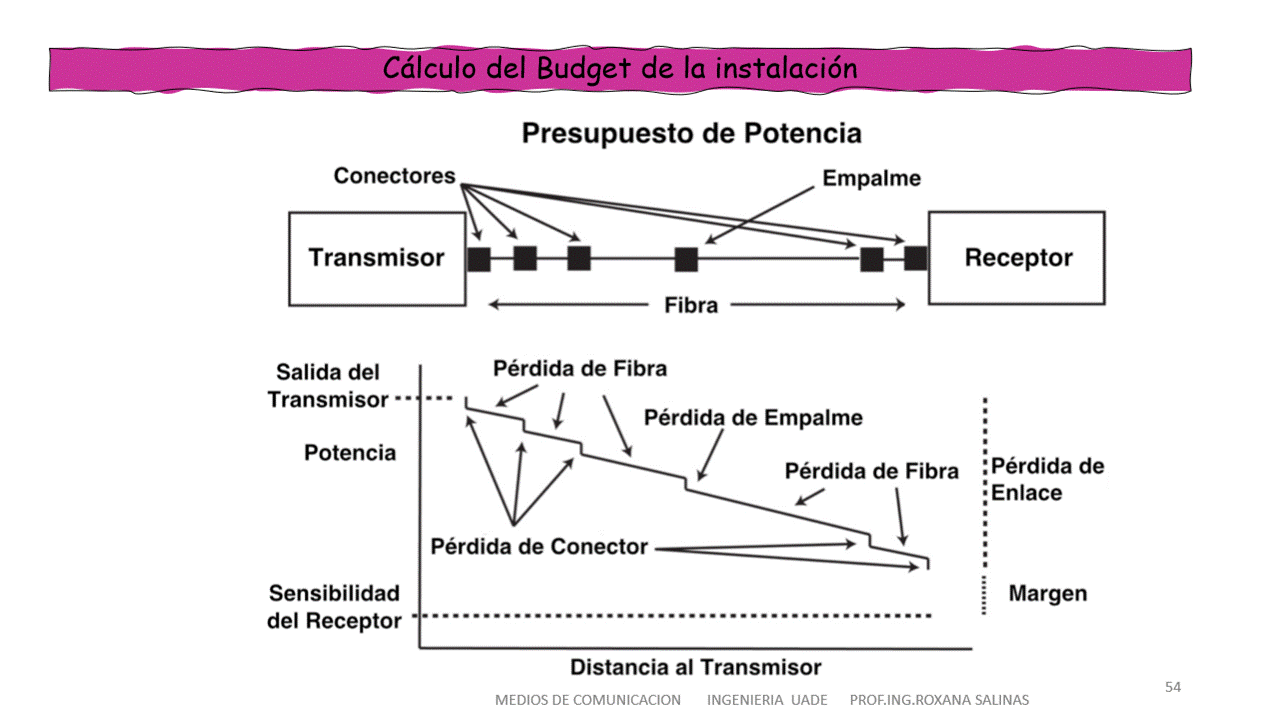 Cálculo del Budget de la instalación
Presupuesto de Potencia
Conectores
Empalme
Transmisor
Receptor
Fibra
Salida del
Transmisor
Pérdida de Fibra
Pérdida de Empalme
Potencia
Pérdida de Fibra
Pérdida de
Enlace
Pérdida de Conector
Sensibilidad
del Receptor
Margen
Distancia al Transmisor
MEDIOS DE COMUNICACION INGENIERIA UADE PROF.ING.ROXANA SALINAS
54